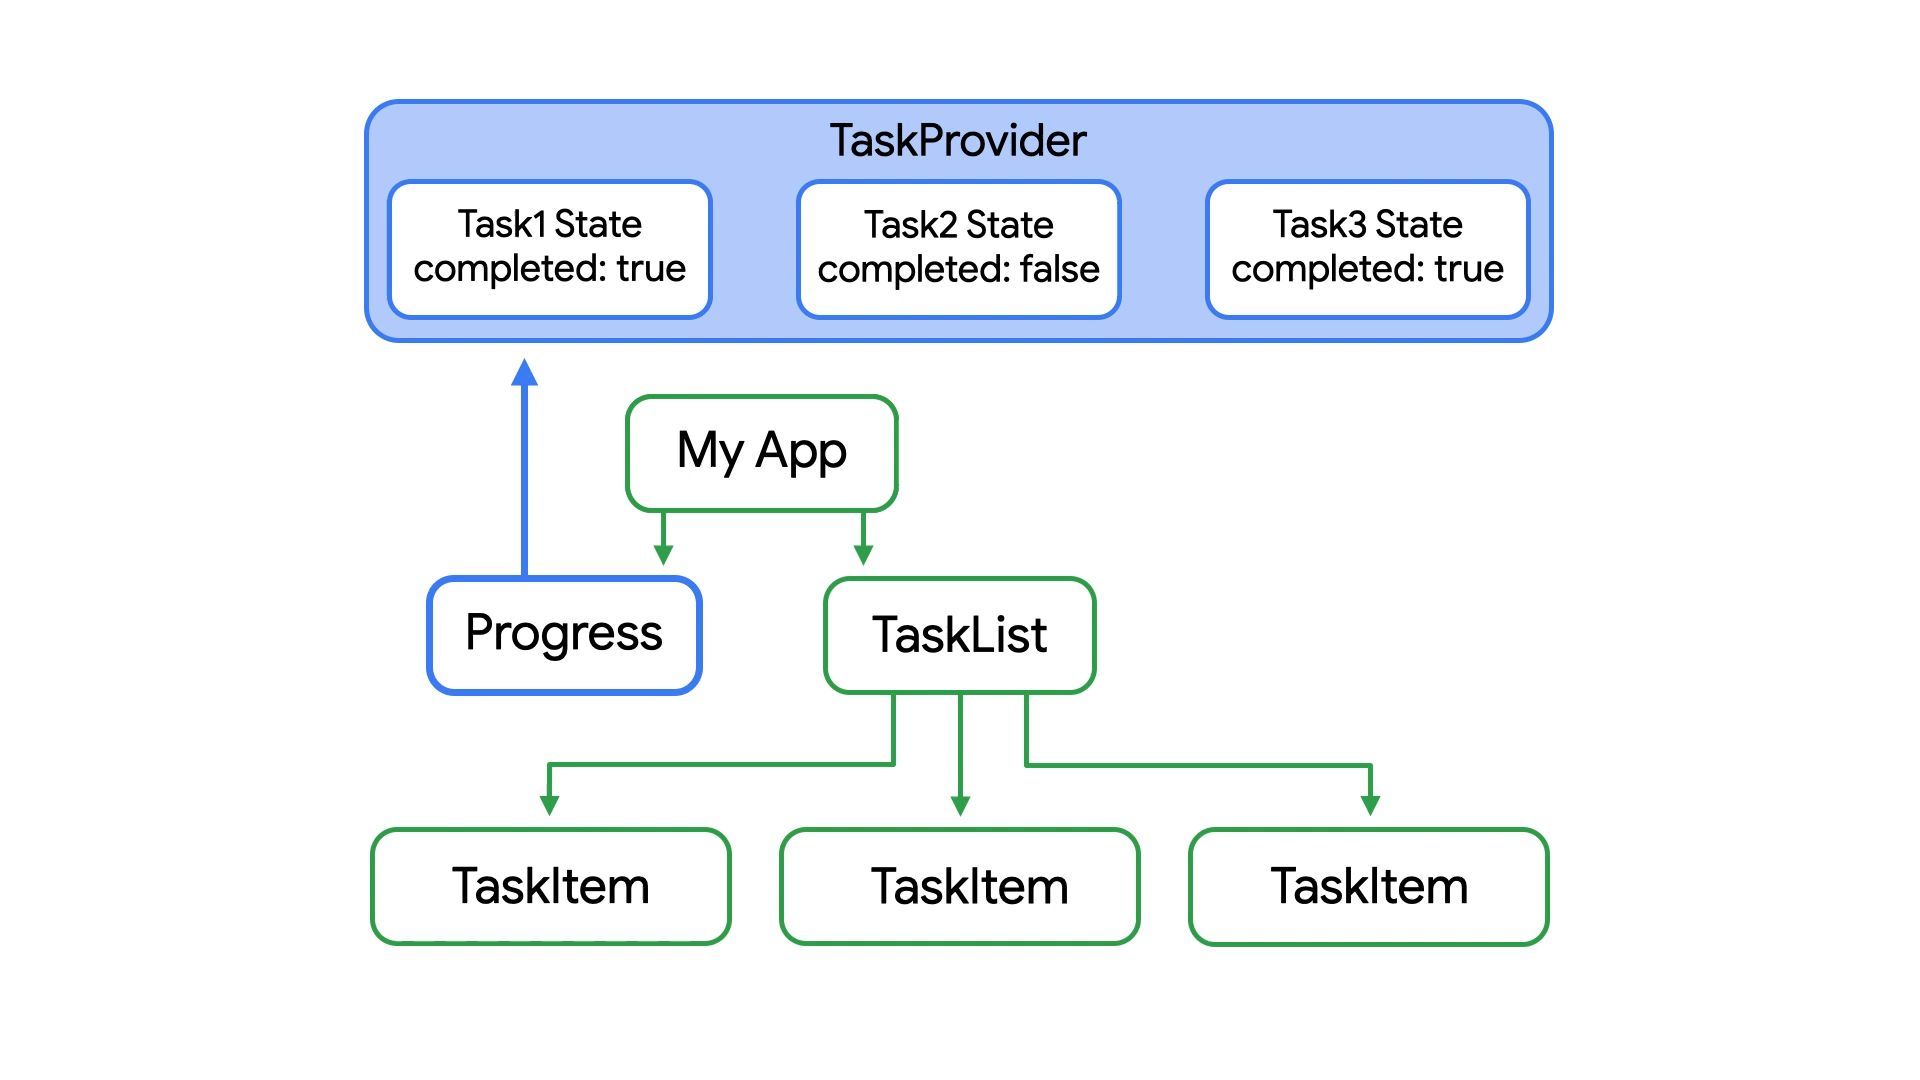 TaskProvider
Task1 State
completed: true
Task2 State
completed: false
Task3 State
completed: true
My App
Progress
TaskList
TaskItem
TaskItem
TaskItem